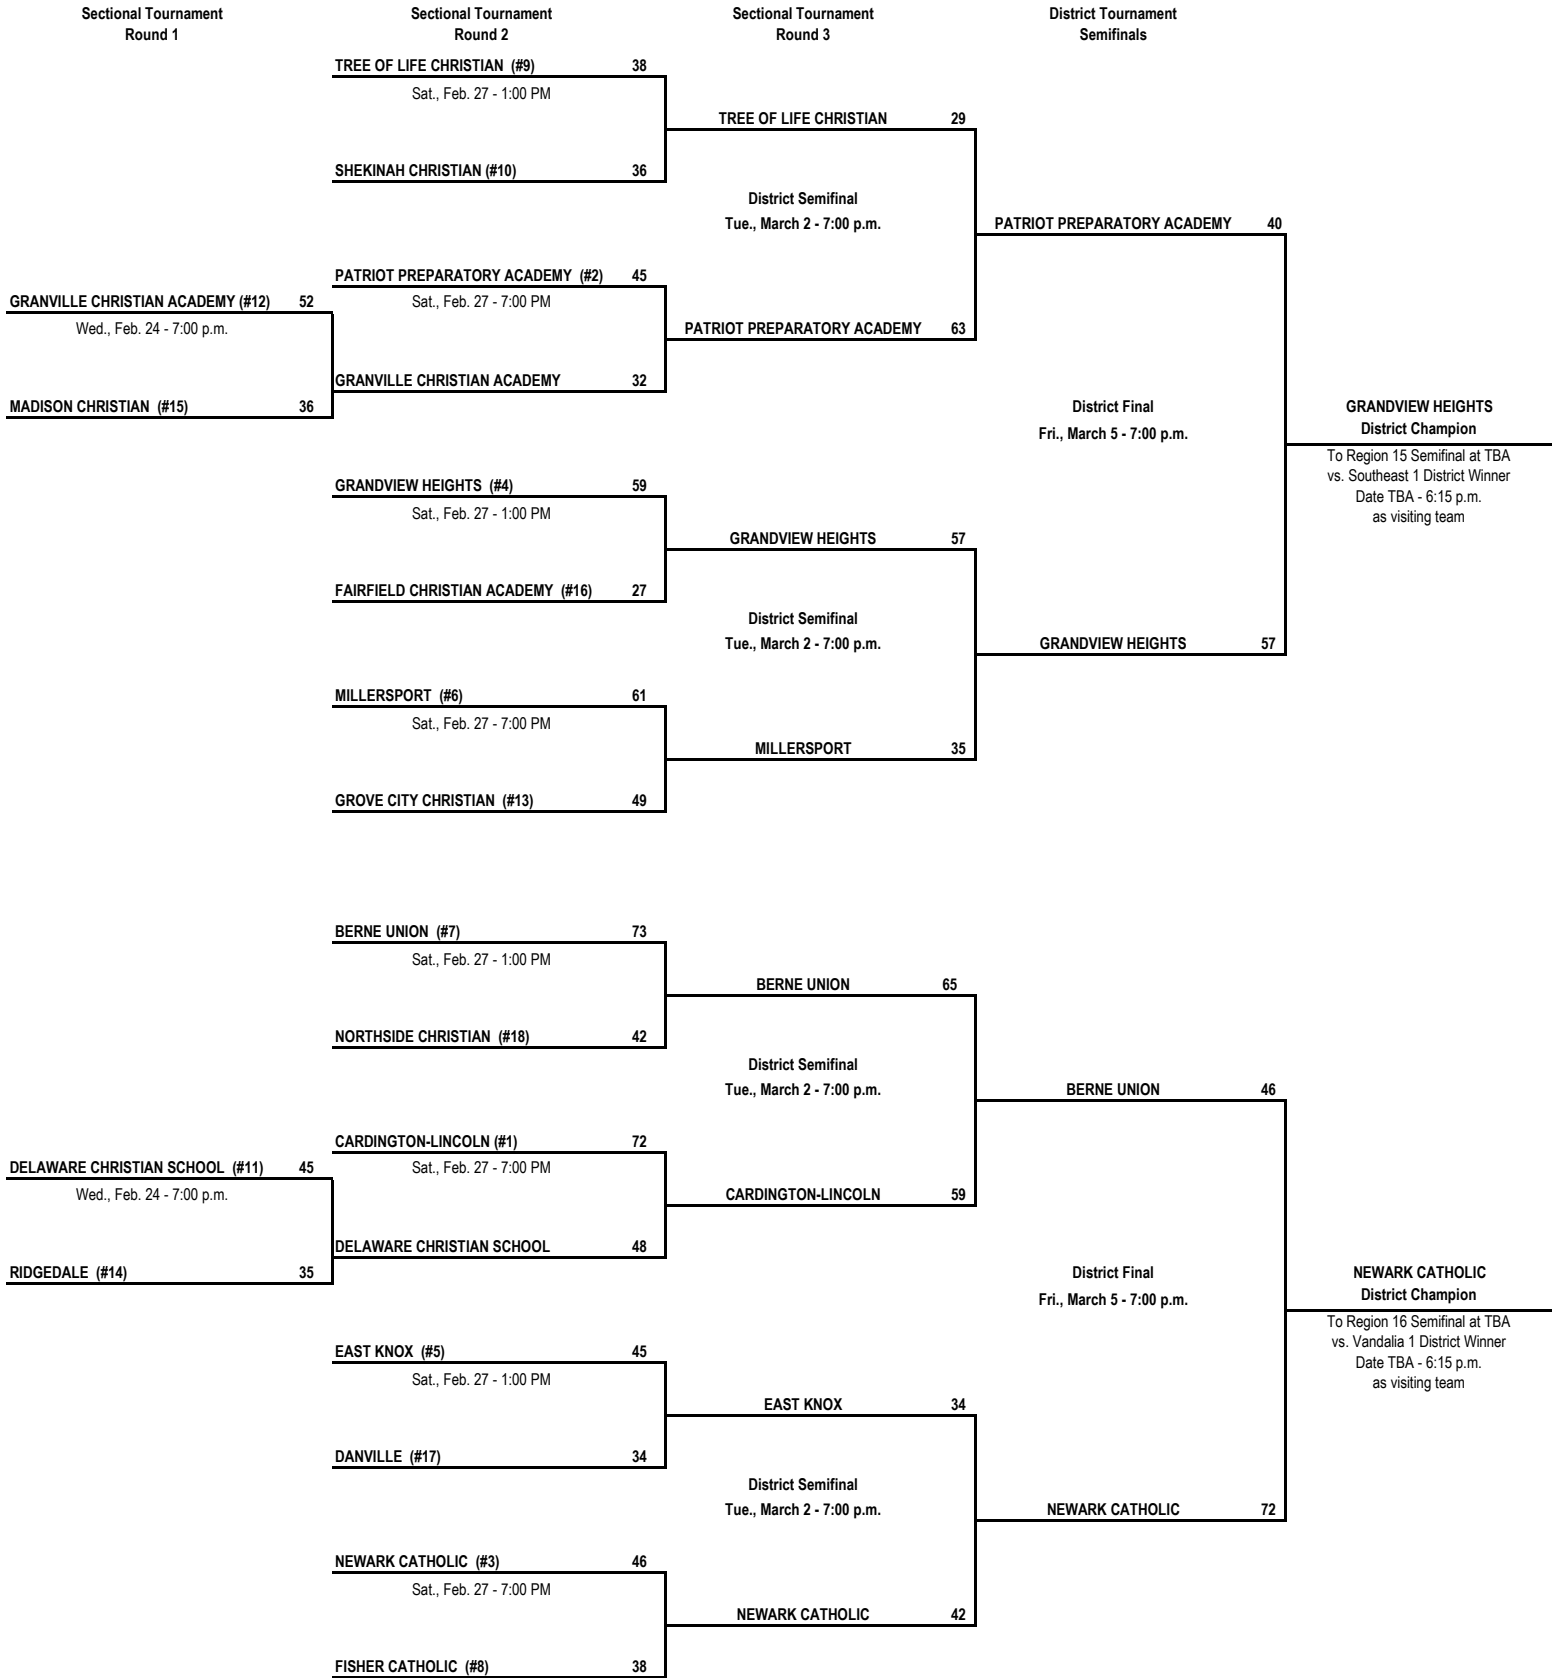 Sectional Tournament
Round 1
Sectional Tournament
Round 2
Sectional Tournament
Round 3
District Tournament
Semifinals
TREE OF LIFE CHRISTIAN (#9) 38
Sat., Feb. 27 - 1:00 PM
TREE OF LIFE CHRISTIAN 29
SHEKINAH CHRISTIAN (#10) 36
District Semifinal
Tue., March 2 - 7:00 p.m.
PATRIOT PREPARATORY ACADEMY 40
PATRIOT PREPARATORY ACADEMY (#2) 45
GRANVILLE CHRISTIAN ACADEMY (#12) 52
Sat., Feb. 27 - 7:00 PM
Wed., Feb. 24 - 7:00 p.m.
PATRIOT PREPARATORY ACADEMY 63
GRANVILLE CHRISTIAN ACADEMY 32
MADISON CHRISTIAN (#15) 36
District Final
Fri., March 5 - 7:00 p.m.
GRANDVIEW HEIGHTS
District Champion
To Region 15 Semifinal at TBA
vs. Southeast 1 District Winner
Date TBA - 6:15 p.m.
as visiting team
GRANDVIEW HEIGHTS (#4) 59
Sat., Feb. 27 - 1:00 PM
GRANDVIEW HEIGHTS 57
FAIRFIELD CHRISTIAN ACADEMY (#16) 27
District Semifinal
Tue., March 2 - 7:00 p.m.
GRANDVIEW HEIGHTS 57
MILLERSPORT (#6) 61
Sat., Feb. 27 - 7:00 PM
MILLERSPORT 35
GROVE CITY CHRISTIAN (#13) 49
BERNE UNION (#7) 73
Sat., Feb. 27 - 1:00 PM
BERNE UNION 65
NORTHSIDE CHRISTIAN (#18) 42
District Semifinal
Tue., March 2 - 7:00 p.m.
BERNE UNION 46
CARDINGTON-LINCOLN (#1) 72
DELAWARE CHRISTIAN SCHOOL (#11) 45
Sat., Feb. 27 - 7:00 PM
Wed., Feb. 24 - 7:00 p.m.
CARDINGTON-LINCOLN 59
DELAWARE CHRISTIAN SCHOOL 48
RIDGEDALE (#14) 35
District Final
Fri., March 5 - 7:00 p.m.
NEWARK CATHOLIC
District Champion
To Region 16 Semifinal at TBA
vs. Vandalia 1 District Winner
Date TBA - 6:15 p.m.
as visiting team
EAST KNOX (#5) 45
Sat., Feb. 27 - 1:00 PM
EAST KNOX 34
DANVILLE (#17) 34
District Semifinal
Tue., March 2 - 7:00 p.m.
NEWARK CATHOLIC 72
NEWARK CATHOLIC (#3) 46
Sat., Feb. 27 - 7:00 PM
NEWARK CATHOLIC 42
FISHER CATHOLIC (#8) 38